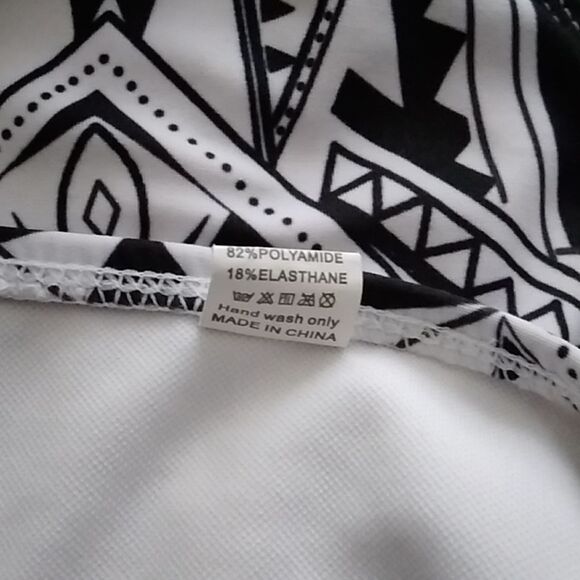 82%POLYAMIDE
18%ELASTHANE
Hand wash only
MADE IN CHINA